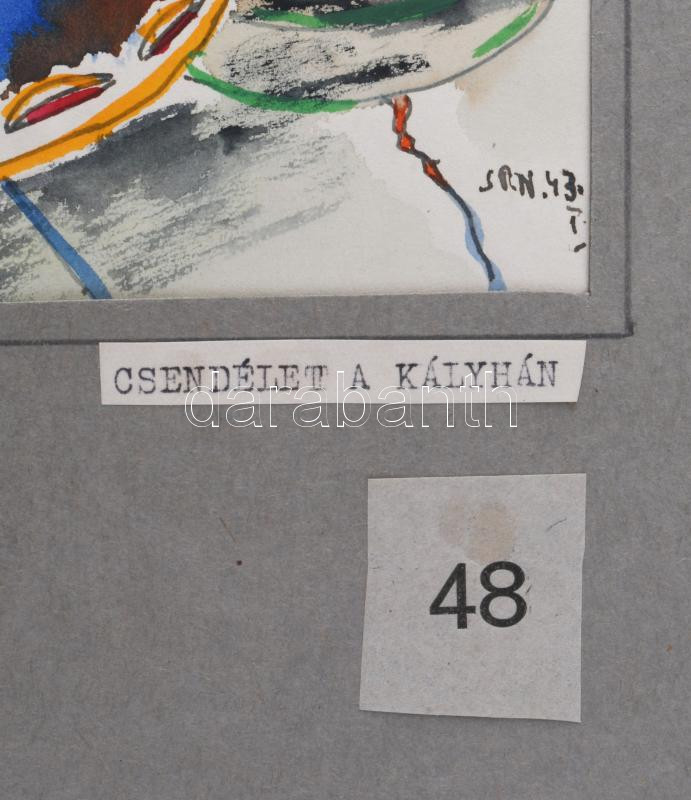 SRN. 43.
I
CSENDÉLET A KÁLYHÁN
darabanth
48